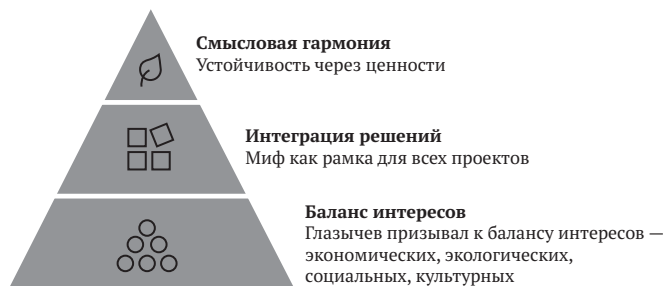 Смысловая гармония
Устойчивость через ценности
Интеграция решений
Миф как рамка для всех проектов
Баланс интересов
Глазычев призывал к балансу интересов —
экономических, экологических,
социальных, культурных